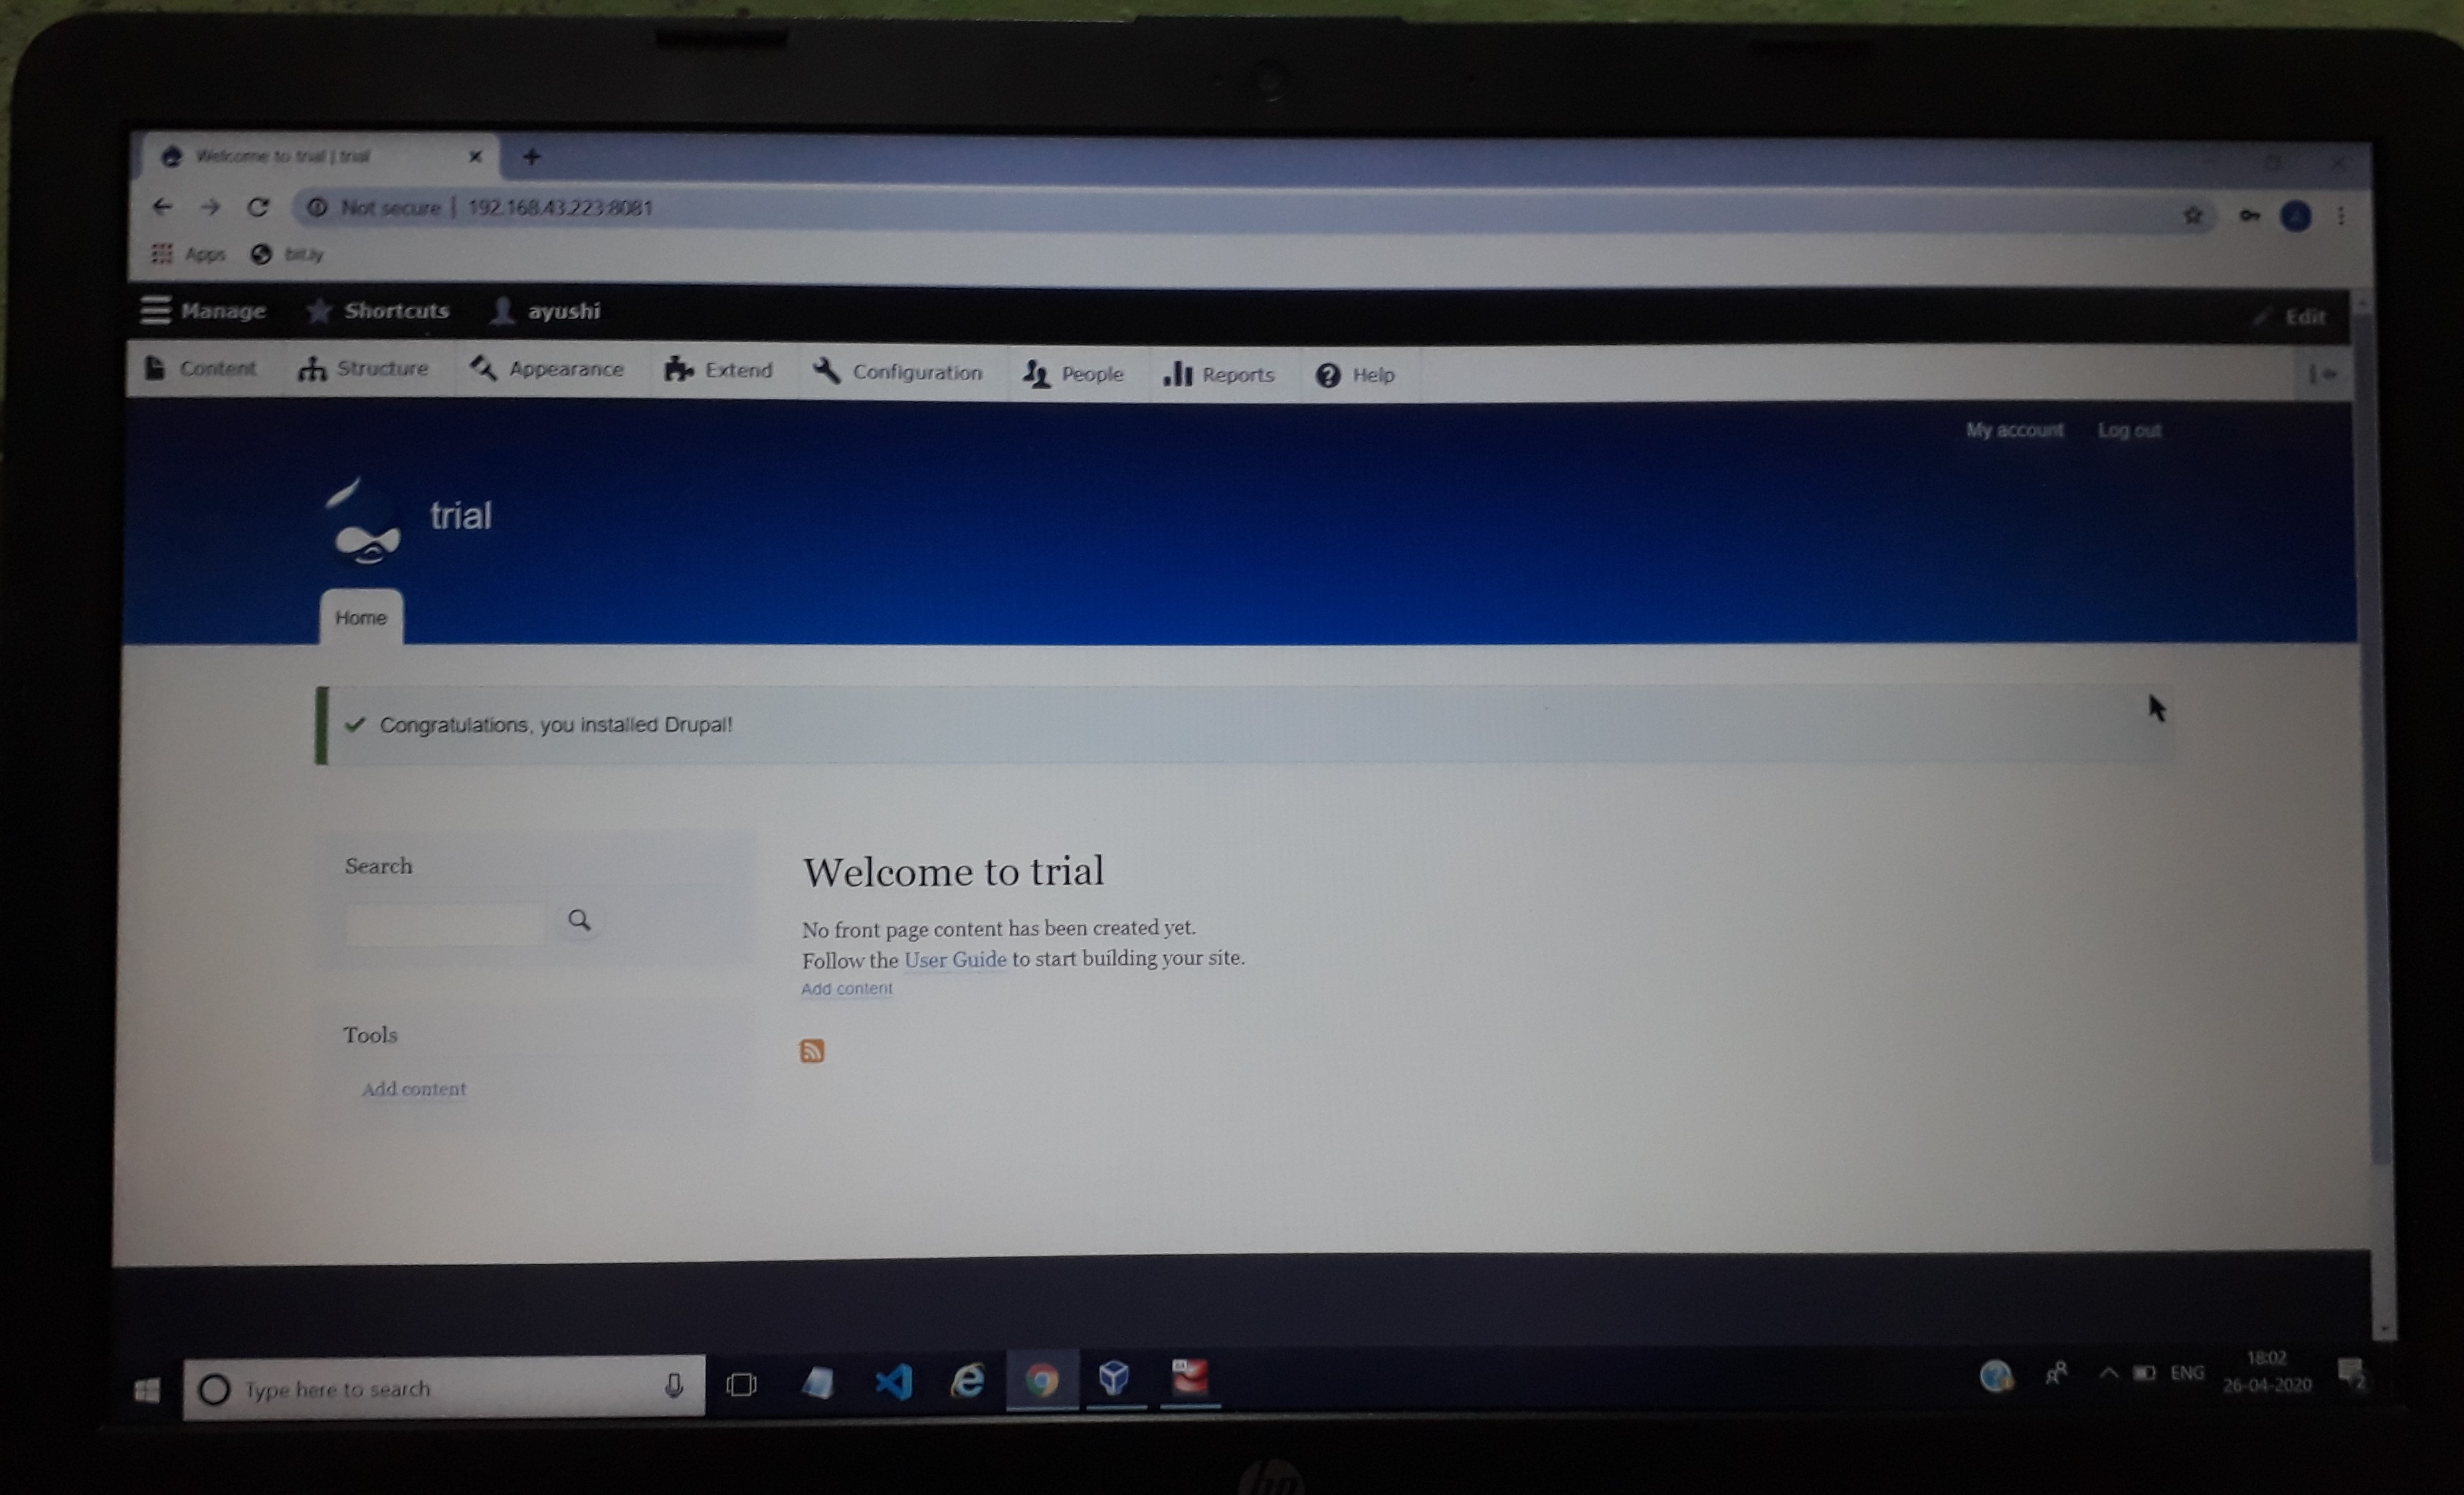 Welcome to trial | trial
Not secure | 192.168.43.223:8081
Apps bit.ly
Manage Shortcuts ayushi Edit
Content Structure Appearance Extend Configuration People Reports Help
My account Log out
trial
Home
Congratulations, you installed Drupal!
Search
Welcome to trial
No front page content has been created yet.
Follow the User Guide to start building your site.
Add content
Tools
Add content
Type here to search
ENG
18:02
26-04-2020
2
hp